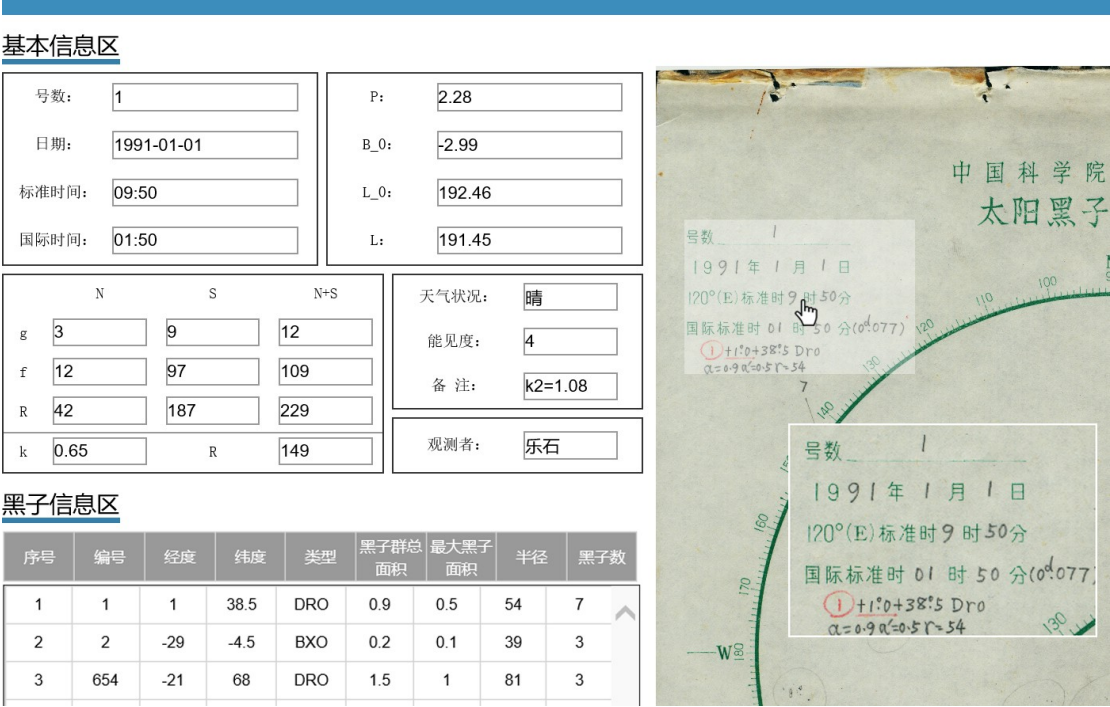 基本信息区
号数： 1
日期： 1991-01-01
标准时间： 09:50
国际时间： 01:50
P： 2.28
B_0： -2.99
L_0： 192.46
L： 191.45
N S N+S
g 3 9 12
f 12 97 109
R 42 187 229
k 0.65 R 149
天气状况： 晴
能见度： 4
备 注： k2=1.08
观测者： 乐石
黑子信息区
序号 编号 经度 纬度 类型 黑子群总面积 最大黑子面积 半径 黑子数
1 1 1 38.5 DRO 0.9 0.5 54 7
2 2 -29 -4.5 BXO 0.2 0.1 39 3
3 654 -21 68 DRO 1.5 1 81 3
中国科学院
太阳黑子
号数 1
1991年1月1日
120°(E)标准时9时50分
国际标准时01时50分(0d.077)
① +1°.0+38°.5 Dro
a=0.9 a'=0.5 r=54
7
100
110
120
130
140
160
170
W 180
号数 1
1991年1月1日
120°(E)标准时9时50分
国际标准时01时50分(0d.077
① +1°.0+38°.5 Dro
a=0.9 a'=0.5 r=54
130